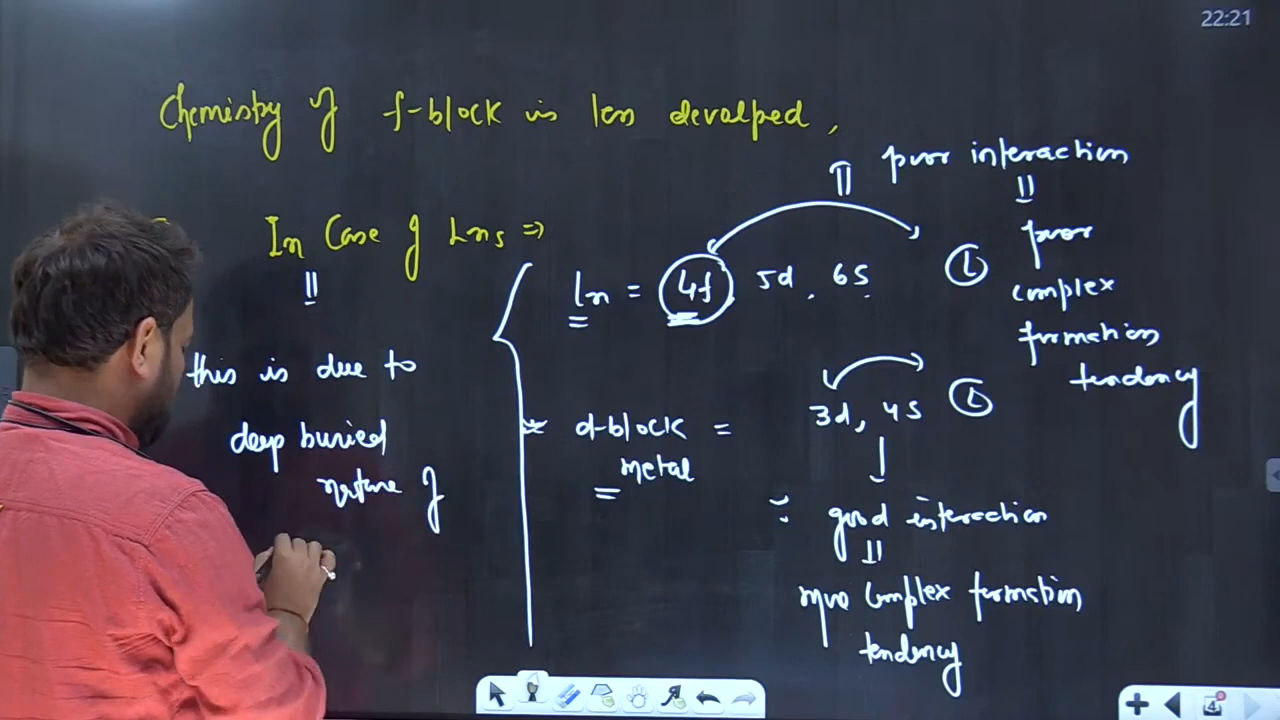 22:21
Chemistry of f-block is less devalped,
In Case of Lns ⇒
this is due to
deep buried
nature of
Ln = 4f, 5d, 6s. L
poor interaction
poor
complex
formation
tendency
d-block =
metal
3d, 4s L
good interaction
more Complex formation
tendency
4